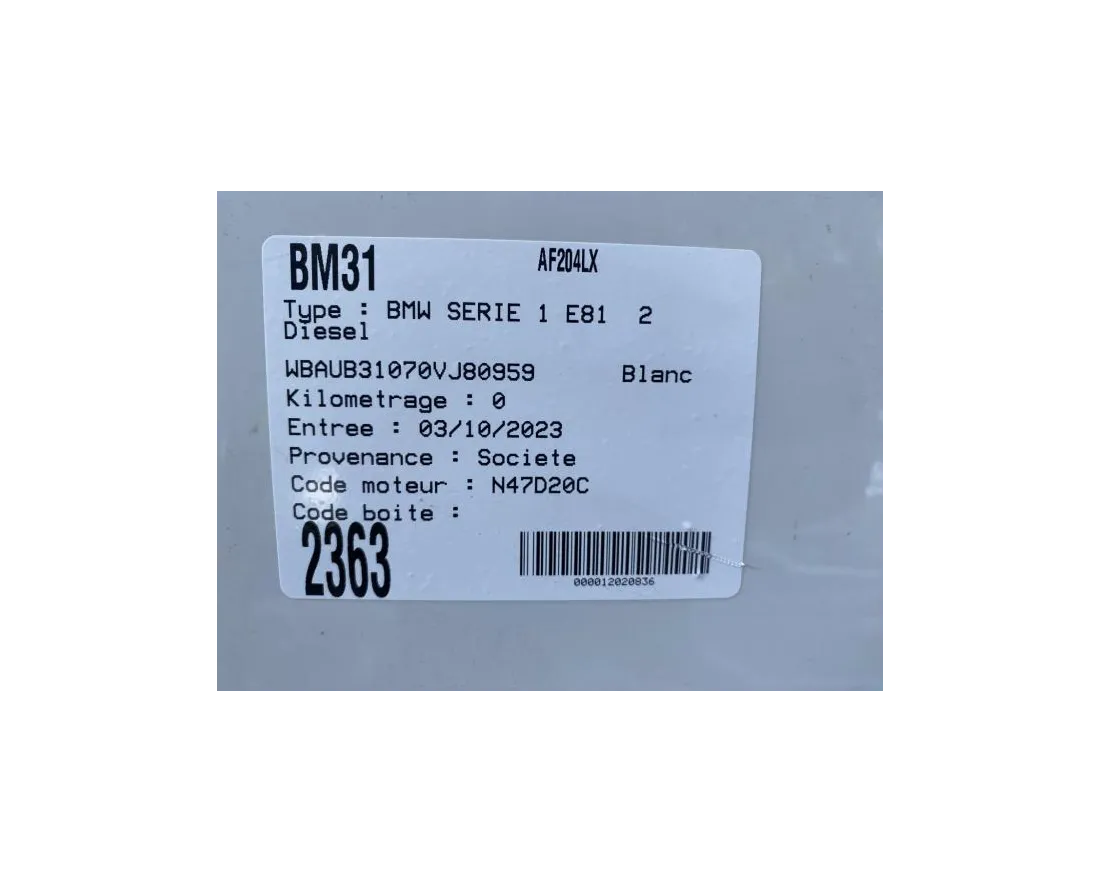 BM31 AF204LX
Type : BMW SERIE 1 E81 2
Diesel
WBAUB31070VJ80959 Blanc
Kilometrage : 0
Entree : 03/10/2023
Provenance : Societe
Code moteur : N47D20C
Code boite :
2363
000012020836